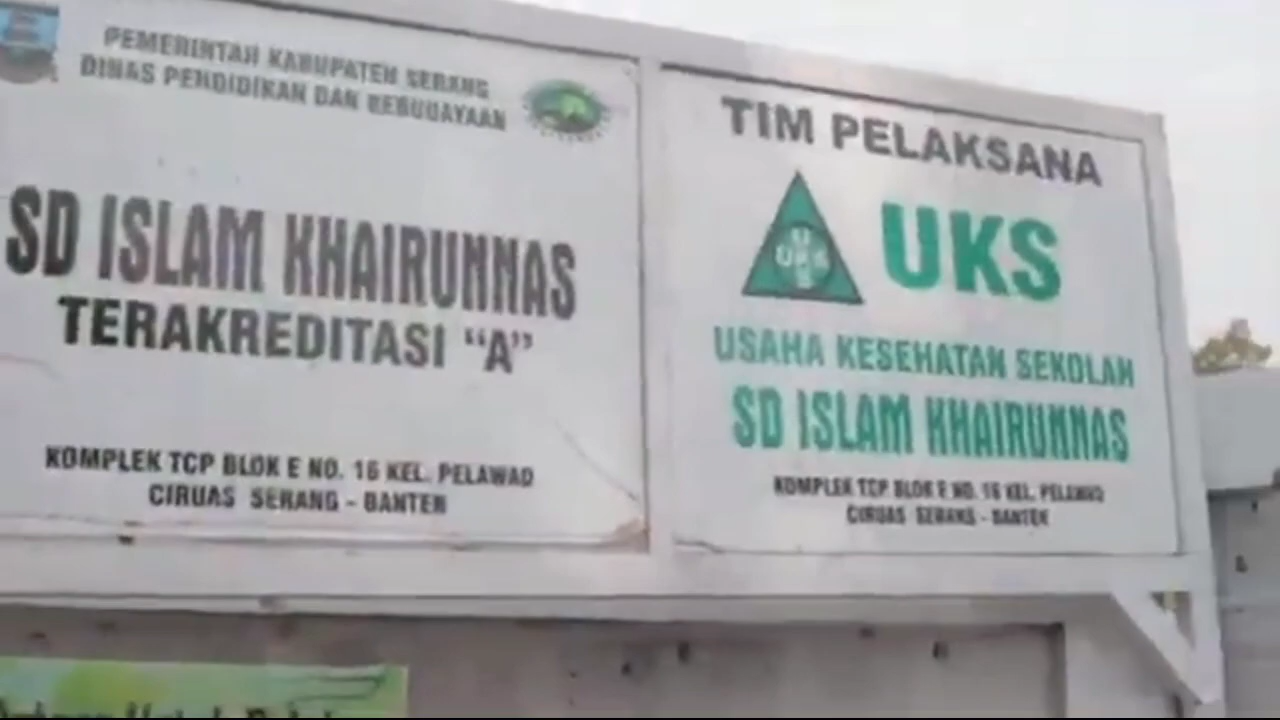 PEMERINTAH KABUPATEN SERANG
DINAS PENDIDIKAN DAN KEBUDAYAAN
SD ISLAM KHAIRUNNAS
TERAKREDITASI "A"
KOMPLEK TCP BLOK E NO. 16 KEL. PELAWAD
CIRUAS SERANG - BANTEN
TIM PELAKSANA
UKS
UKS
USAHA KESEHATAN SEKOLAH
SD ISLAM KHAIRUNNAS
KOMPLEK TCP BLOK E NO. 16 KEL. PELAWAD
CIRUAS SERANG - BANTEN